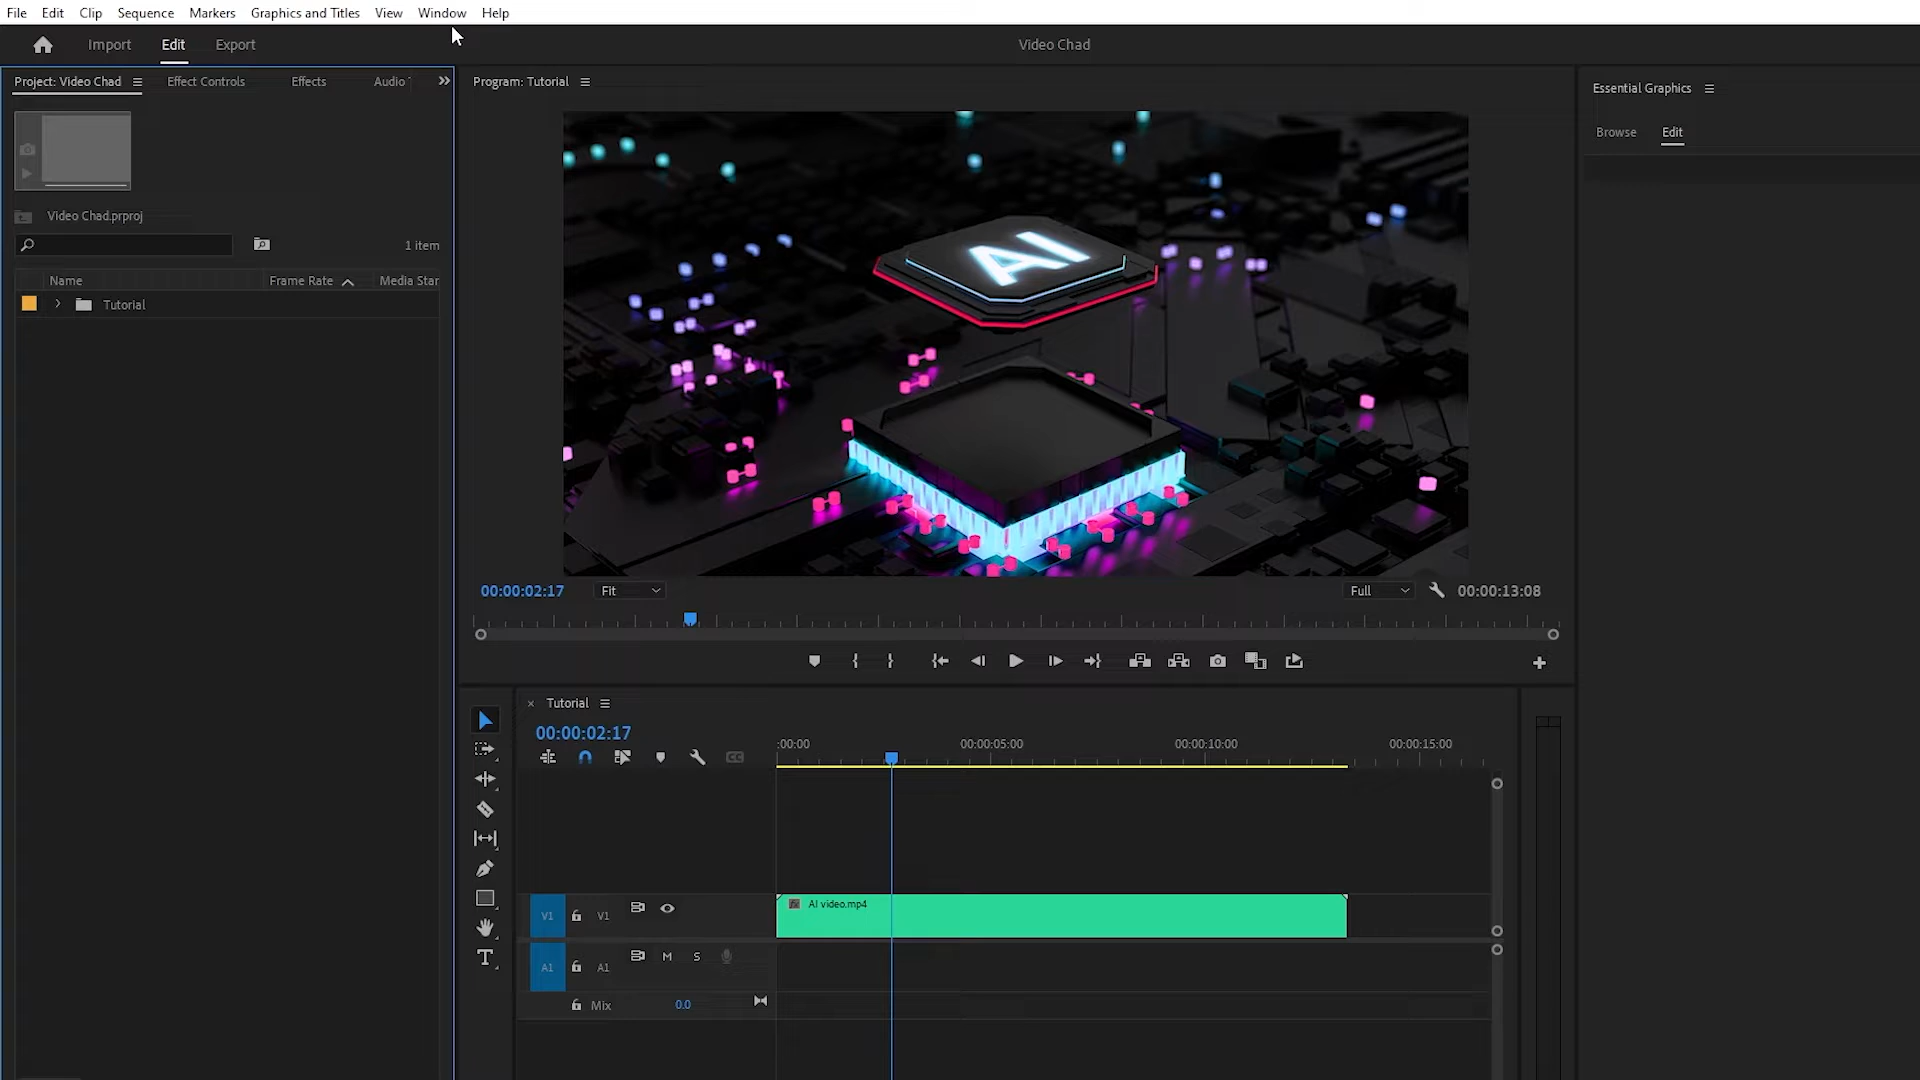 File Edit Clip Sequence Markers Graphics and Titles View Window Help
Import Edit Export Video Chad
Project: Video Chad Effect Controls Effects Audio
Program: Tutorial
Essential Graphics
Browse Edit
Video Chad.prproj
1 item
Name Frame Rate Media Star
Tutorial
AI
00:00:02:17 Fit Full 00:00:13:08
Tutorial
00:00:02:17
:00:00 00:00:05:00 00:00:10:00 00:00:15:00
CC
V1 V1 fx AI video.mp4
A1 A1 M S
Mix 0.0